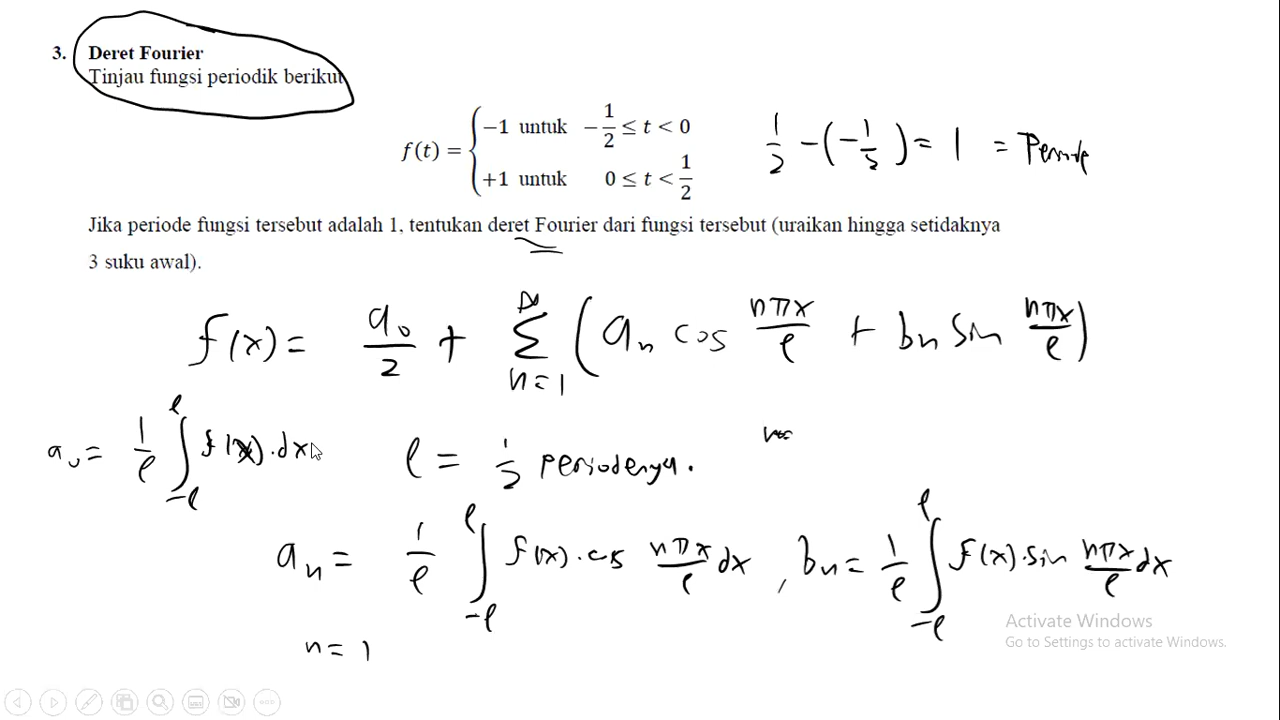 3. Deret Fourier
Tinjau fungsi periodik berikut
f(t) = { −1 untuk −1/2 ≤ t < 0
+1 untuk 0 ≤ t < 1/2
1/2 − (−1/2) = 1 = Periode
Jika periode fungsi tersebut adalah 1, tentukan deret Fourier dari fungsi tersebut (uraikan hingga setidaknya
3 suku awal).
f(x) = a₀/2 + ∑_{n=1}^{∞} (aₙ cos nπx/ℓ + bₙ sin nπx/ℓ)
a₀ = 1/ℓ ∫_{−ℓ}^{ℓ} f(x) · dx
ℓ = 1/2 periodenya.
aₙ = 1/ℓ ∫_{−ℓ}^{ℓ} f(x) · cos nπx/ℓ dx , bₙ = 1/ℓ ∫_{−ℓ}^{ℓ} f(x) · sin nπx/ℓ dx
n = 1
Activate Windows
Go to Settings to activate Windows.